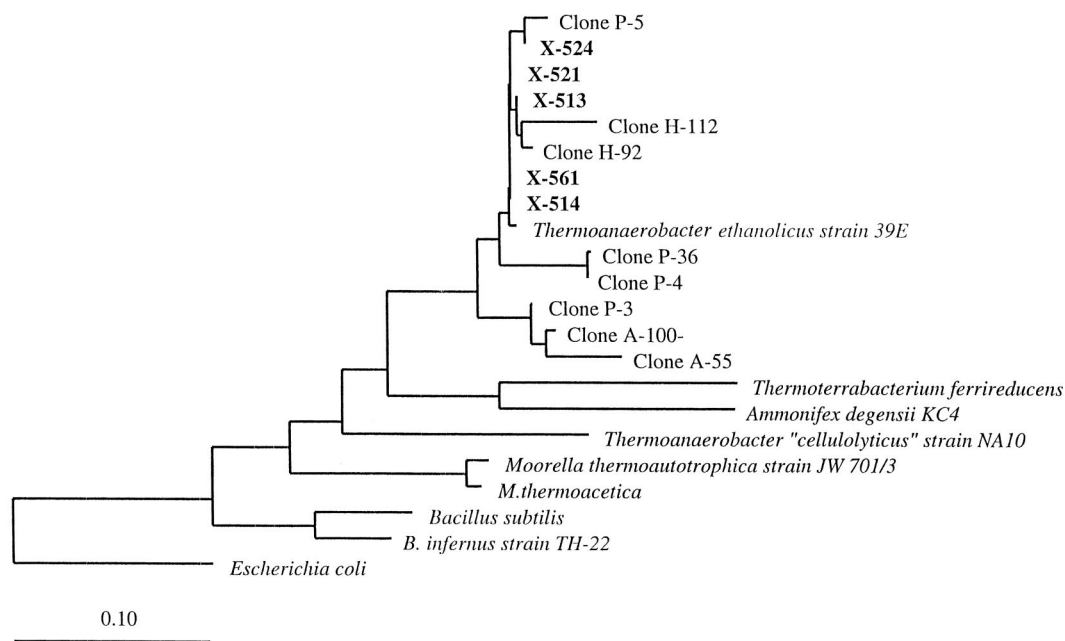 Clone P-5
X-524
X-521
X-513
Clone H-112
Clone H-92
X-561
X-514
Thermoanaerobacter ethanolicus strain 39E
Clone P-36
Clone P-4
Clone P-3
Clone A-100-
Clone A-55
Thermoterrabacterium ferrireducens
Ammonifex degensii KC4
Thermoanaerobacter "cellulolyticus" strain NA10
Moorella thermoautotrophica strain JW 701/3
M.thermoacetica
Bacillus subtilis
B. infernus strain TH-22
Escherichia coli
0.10